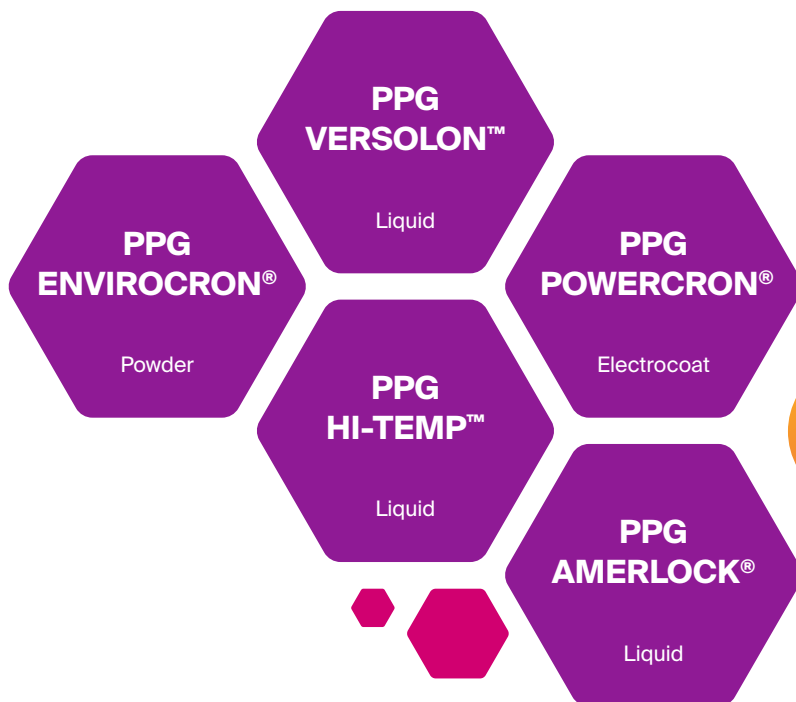 PPG
VERSOLON™
Liquid
PPG
ENVIROCRON®
Powder
PPG
POWERCRON®
Electrocoat
PPG
HI-TEMP™
Liquid
PPG
AMERLOCK®
Liquid